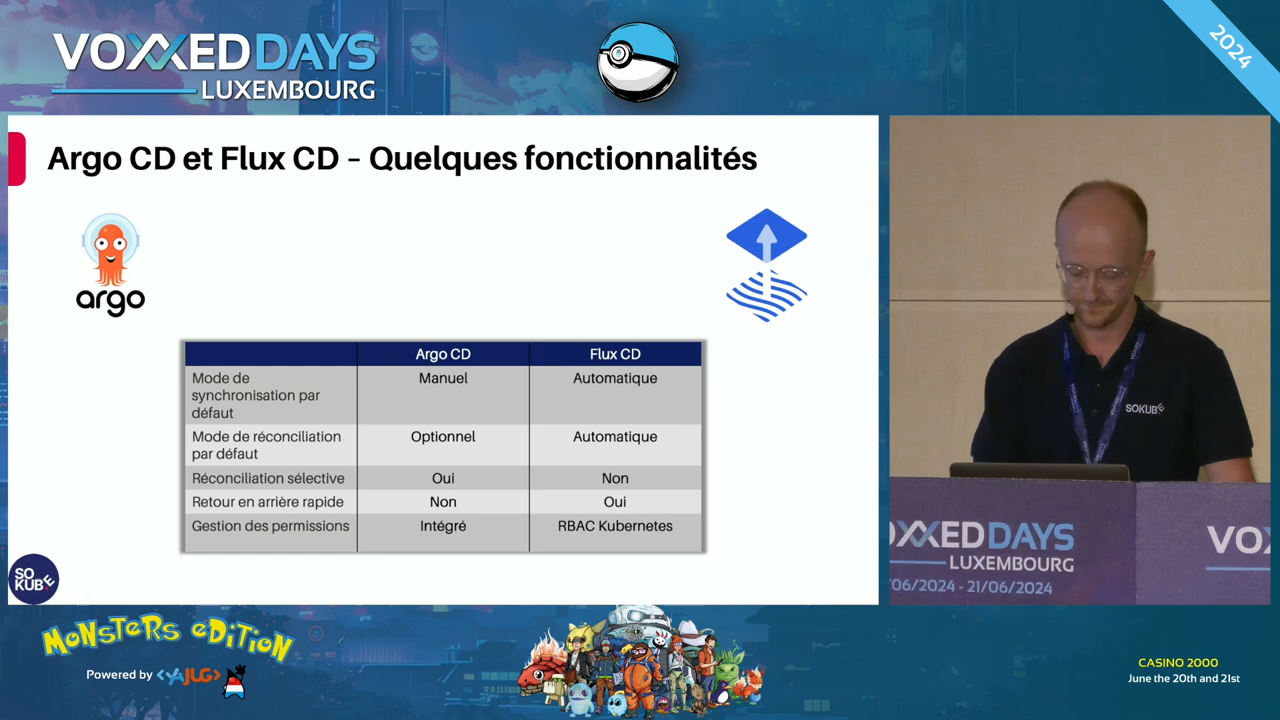 VOXXED DAYS
LUXEMBOURG
2024
Argo CD et Flux CD – Quelques fonctionnalités
argo
Argo CD Flux CD
Mode de
synchronisation par
défaut Manuel Automatique
Mode de réconciliation
par défaut Optionnel Automatique
Réconciliation sélective Oui Non
Retour en arrière rapide Non Oui
Gestion des permissions Intégré RBAC Kubernetes
SO
KUBE
SOKUBE
OXXED DAYS
LUXEMBOURG
/06/2024 - 21/06/2024
VOX
MONSTERS EDITION
Powered by <YAJUG>
CASINO 2000
June the 20th and 21st